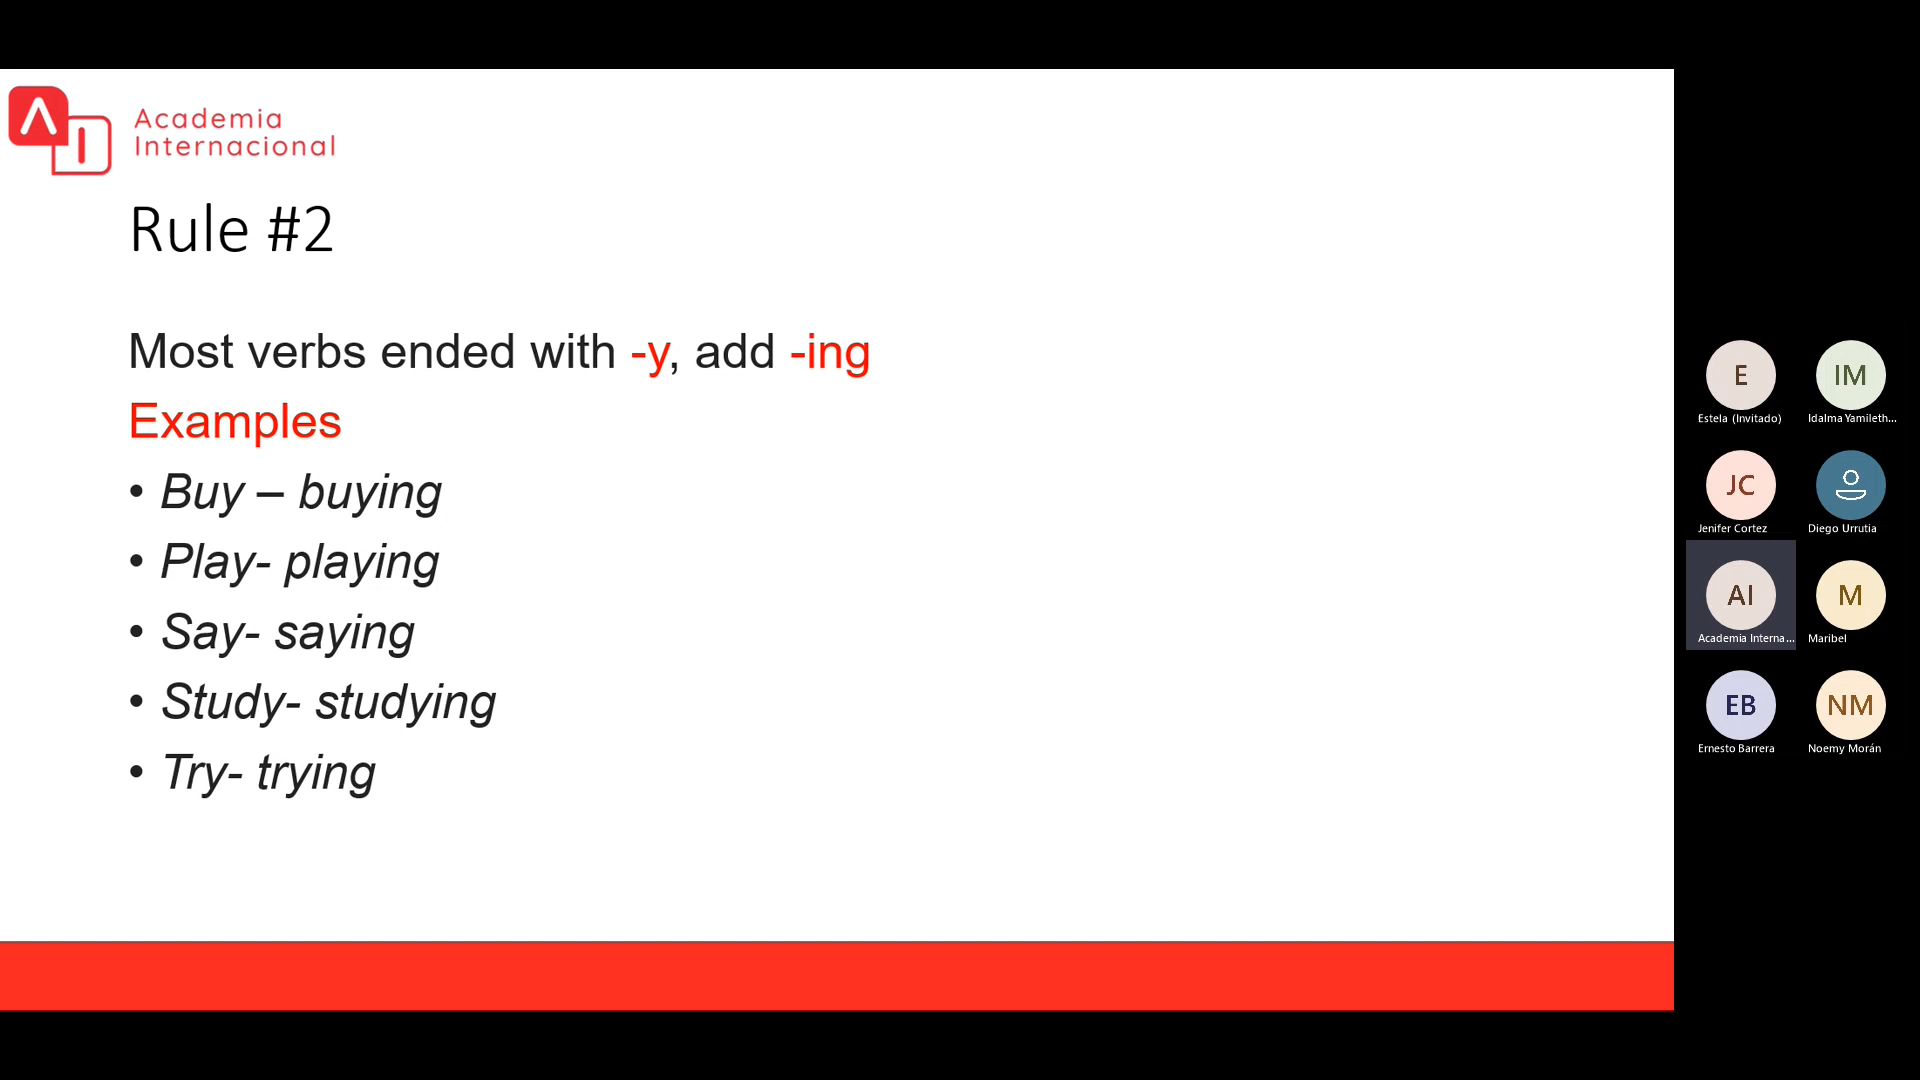 Academia
Internacional
Rule #2
Most verbs ended with -y, add -ing
Examples
• Buy – buying
• Play- playing
• Say- saying
• Study- studying
• Try- trying
E
IM
Estela (Invitado)
Idalma Yamileth...
JC
Jenifer Cortez
Diego Urrutia
AI
M
Academia Interna...
Maribel
EB
NM
Ernesto Barrera
Noemy Morán